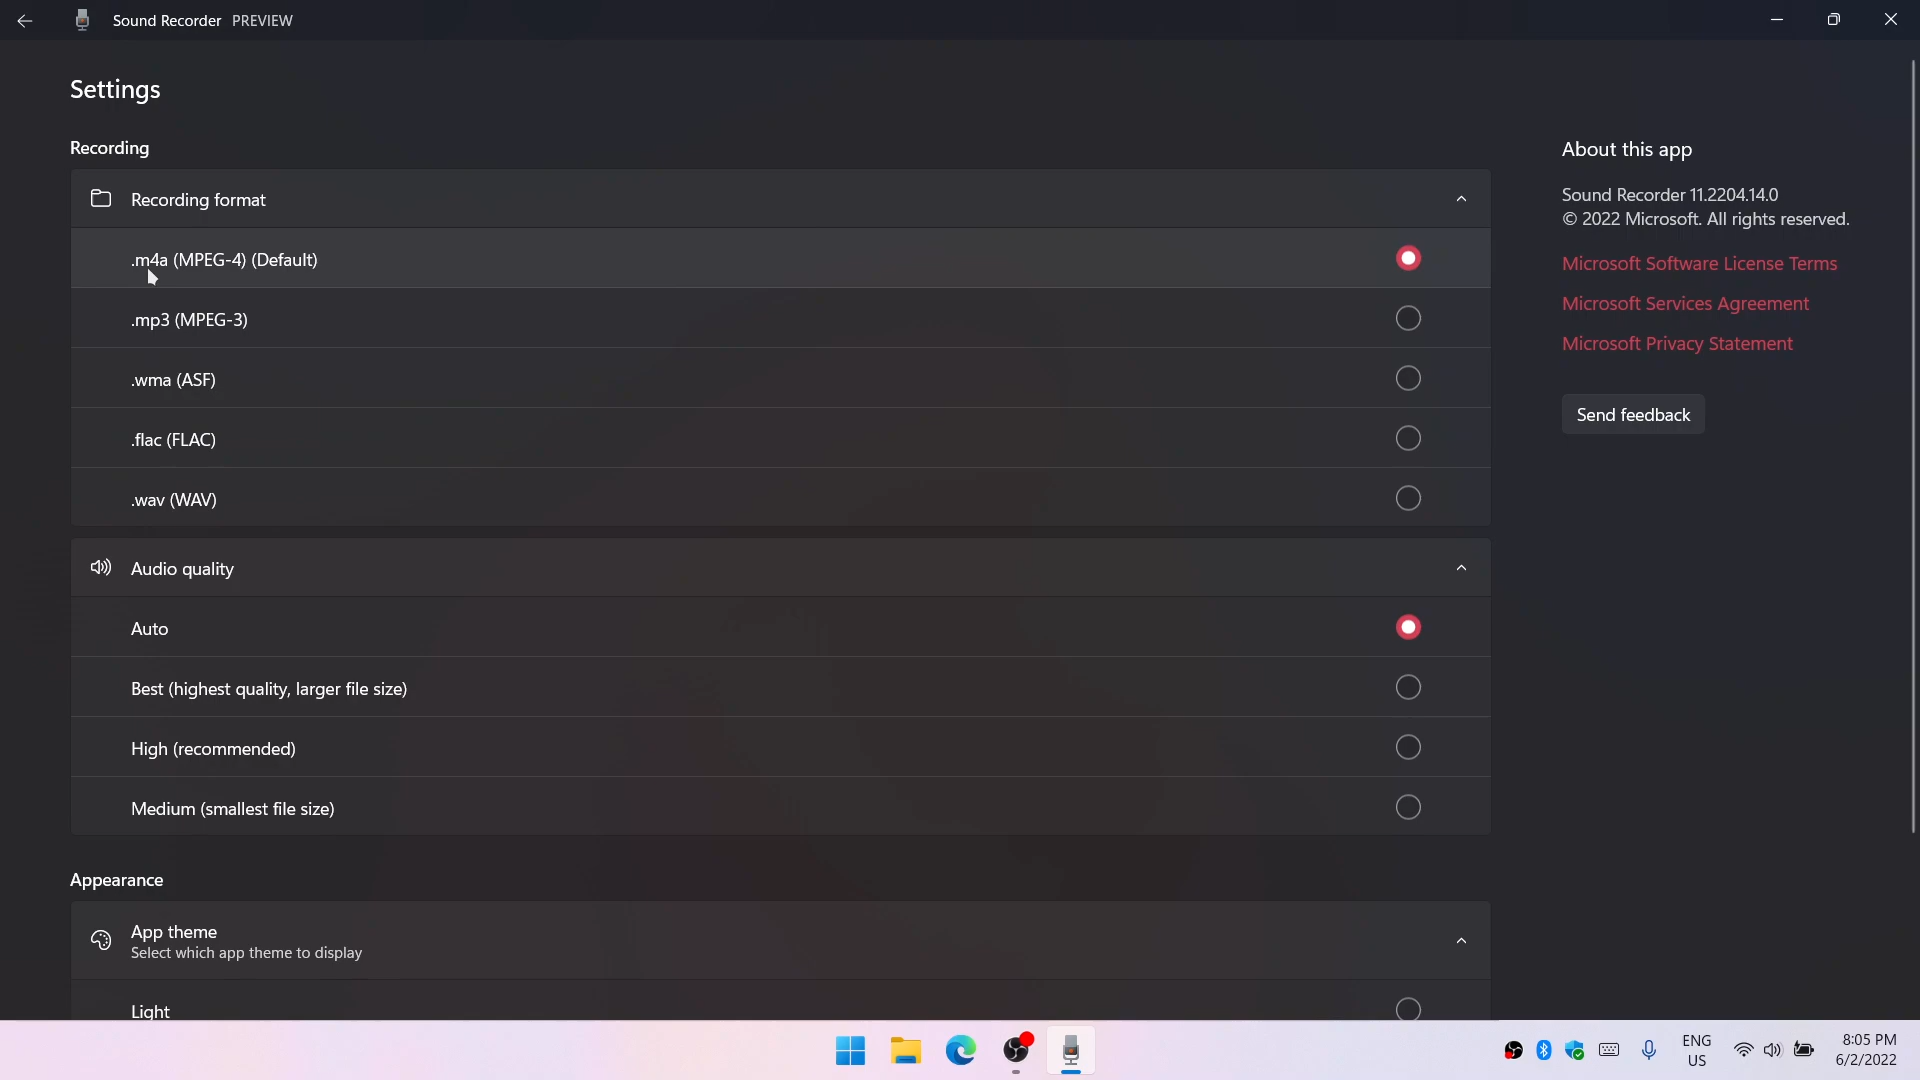 Sound Recorder PREVIEW
Settings
Recording
Recording format
.m4a (MPEG-4) (Default)
.mp3 (MPEG-3)
.wma (ASF)
.flac (FLAC)
.wav (WAV)
Audio quality
Auto
Best (highest quality, larger file size)
High (recommended)
Medium (smallest file size)
Appearance
App theme
Select which app theme to display
Light
About this app
Sound Recorder 11.2204.14.0
© 2022 Microsoft. All rights reserved.
Microsoft Software License Terms
Microsoft Services Agreement
Microsoft Privacy Statement
Send feedback
ENG
US
8:05 PM
6/2/2022